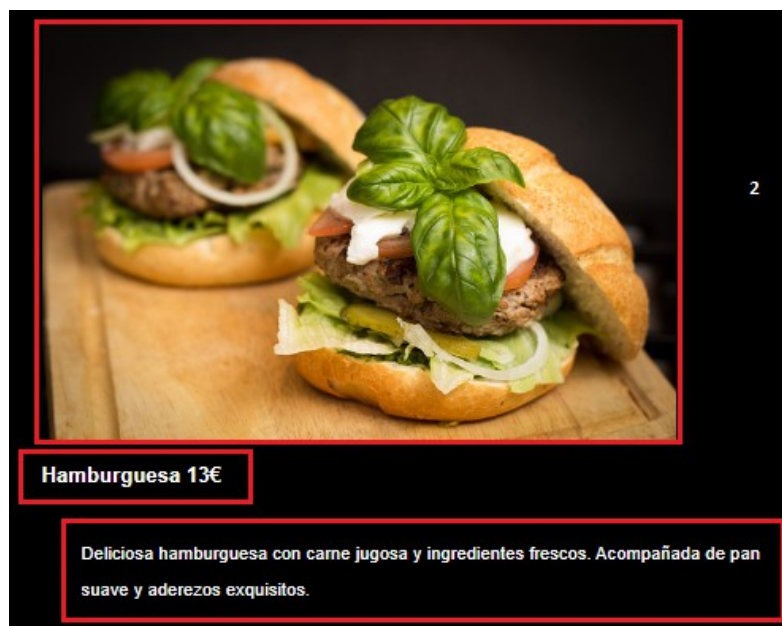 2
Hamburguesa 13€
Deliciosa hamburguesa con carne jugosa y ingredientes frescos. Acompañada de pan
suave y aderezos exquisitos.